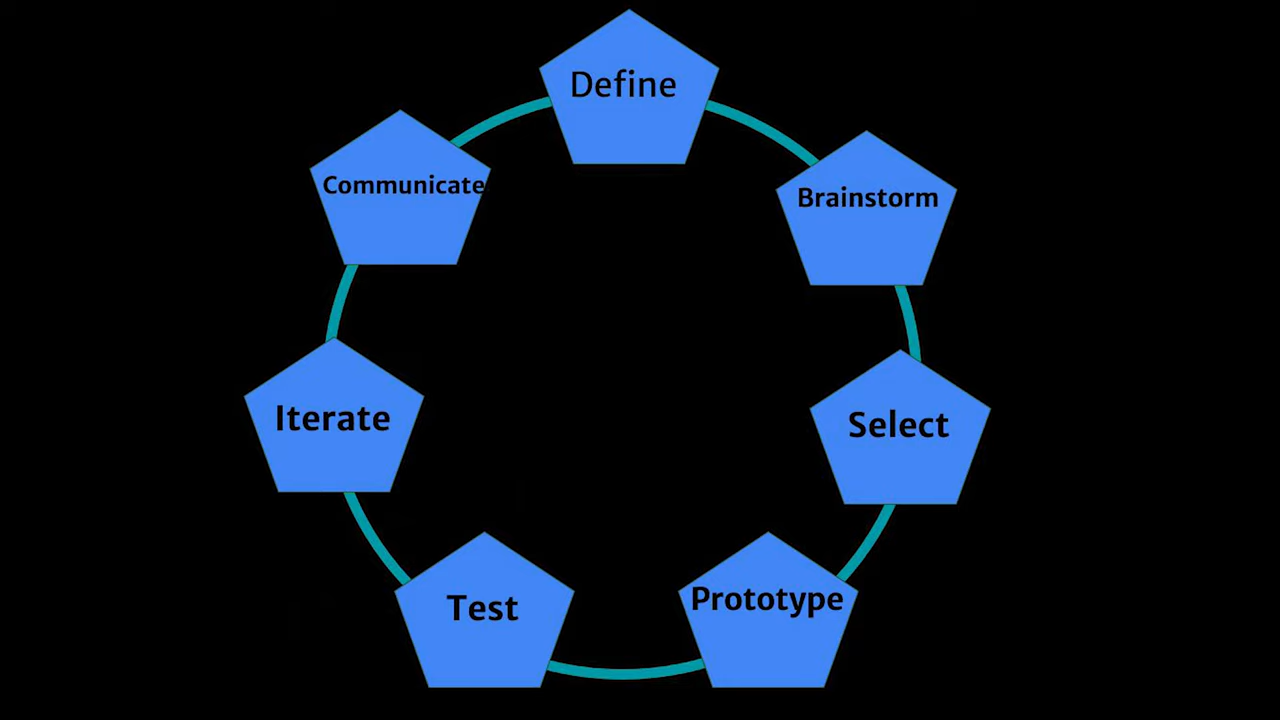 Define
Brainstorm
Select
Prototype
Test
Iterate
Communicate